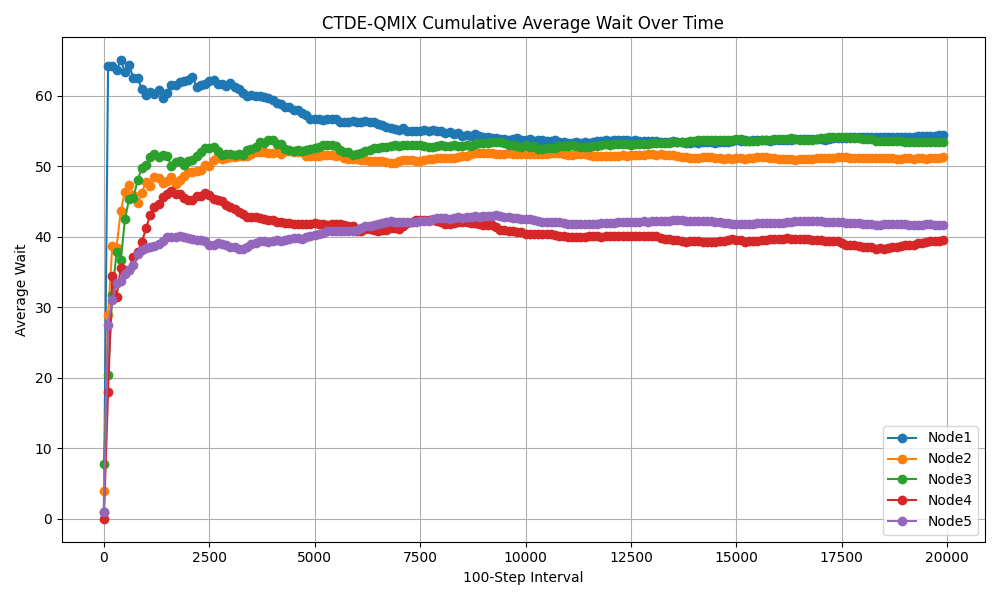 CTDE-QMIX Cumulative Average Wait Over Time
Average Wait
60
50
40
30
20
10
0
0 2500 5000 7500 10000 12500 15000 17500 20000
100-Step Interval
Node1
Node2
Node3
Node4
Node5